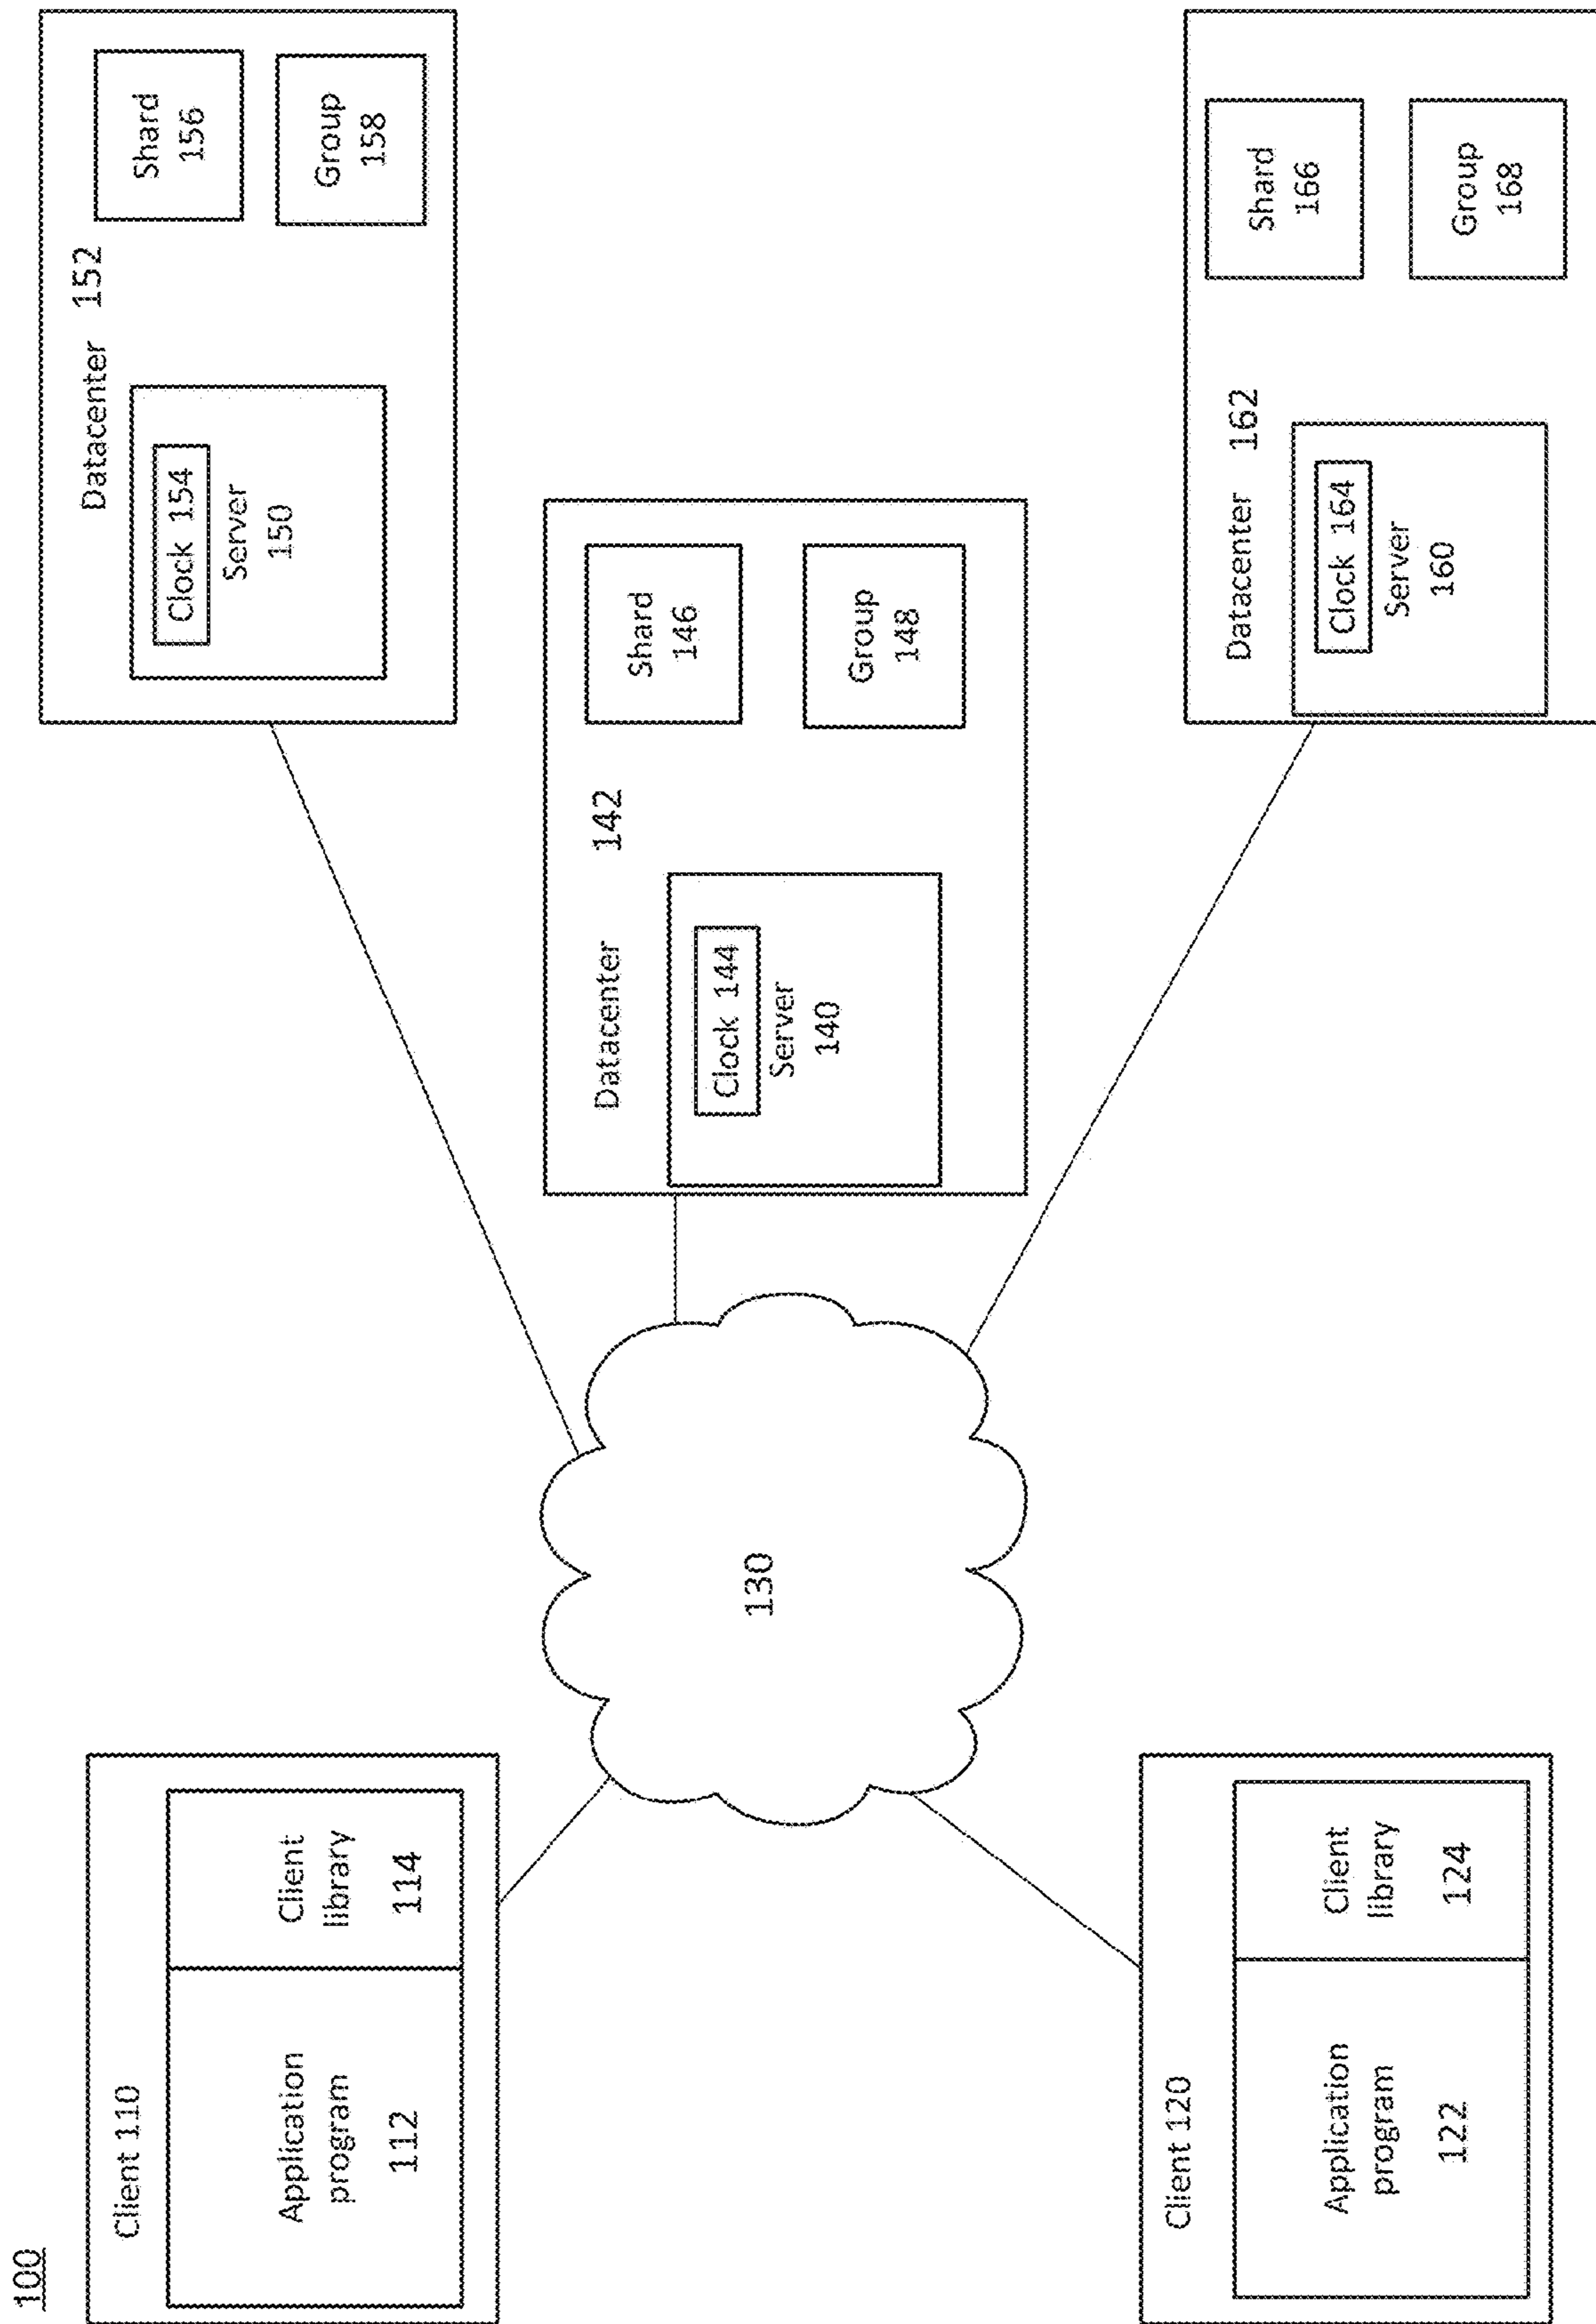 100
Client 110
Application
program
112
Client
library
114
Client 120
Application
program
122
Client
library
124
130
Datacenter 152
Clock 154
Server
150
Shard
156
Group
158
Datacenter 142
Clock 144
Server
140
Shard
146
Group
148
Datacenter 162
Clock 164
Server
160
Shard
166
Group
168